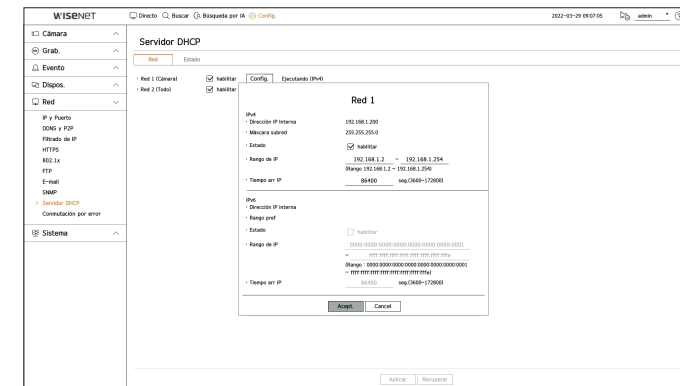 WISENET
Directo Buscar Búsqueda por IA Config. 2022-03-29 09:07:05 admin
Cámara
Grab.
Evento
Dispos.
Red
IP y Puerto
DDNS y P2P
Filtrado de IP
HTTPS
802.1x
FTP
E-mail
SNMP
Servidor DHCP
Conmutación por error
Sistema
Servidor DHCP
Red Estado
Red 1 (Cámara) habilitar Config. Ejecutando (IPv4)
Red 2 (Todo) habilitar
Red 1
IPv4
Dirección IP Interna 192.168.1.200
Máscara subred 255.255.255.0
Estado habilitar
Rango de IP 192.168.1.2 ~ 192.168.1.254
(Rango 192.168.1.2 ~ 192.168.1.254)
Tiempo arr IP 86400 seg.(3600~172800)
IPv6
Dirección IP Interna
Rango pref
Estado habilitar
Rango de IP 0000:0000:0000:0000:0000:0000:0000:0001
~ ffff:ffff:ffff:ffff:ffff:ffff:ffff:fffe
(Rango : 0000:0000:0000:0000:0000:0000:0000:0001
~ ffff:ffff:ffff:ffff:ffff:ffff:ffff:fffe)
Tiempo arr IP 86400 seg.(3600~172800)
Acept. Cancel
Aplicar Recuperar